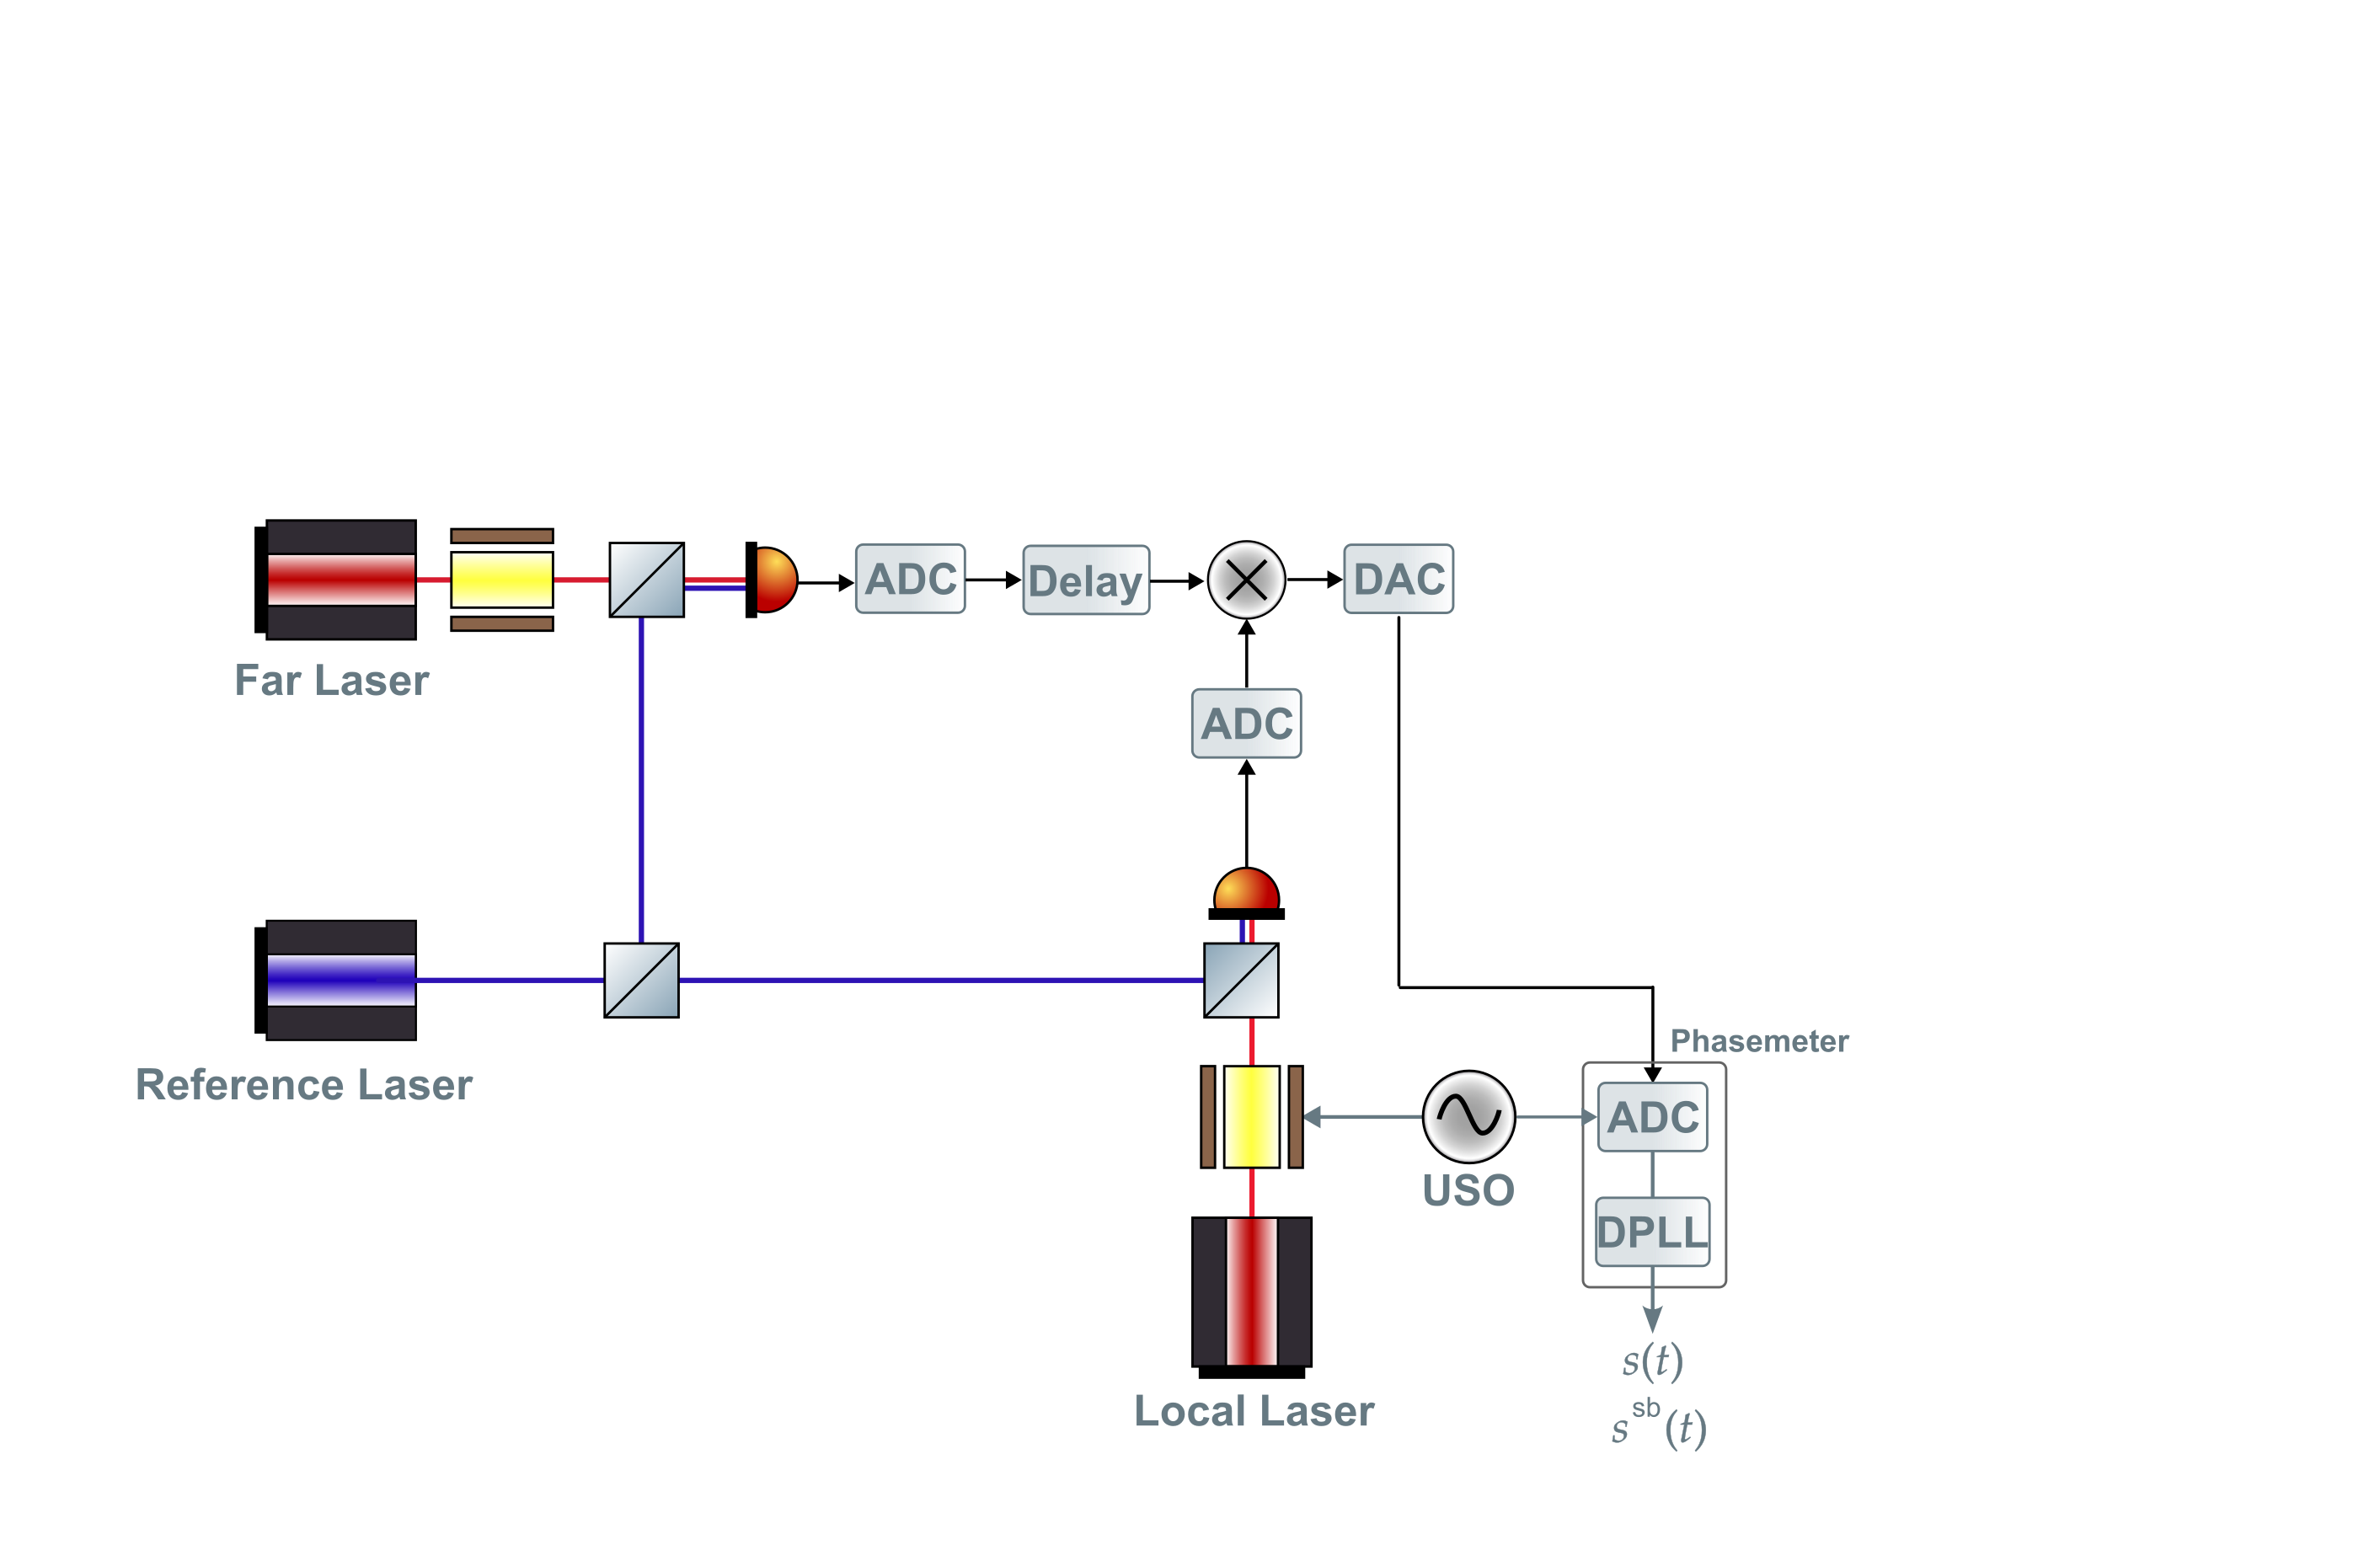 ADC
Delay
DAC
Far Laser
ADC
Phasemeter
Reference Laser
ADC
USO
DPLL
s(t)
s^sb(t)
Local Laser